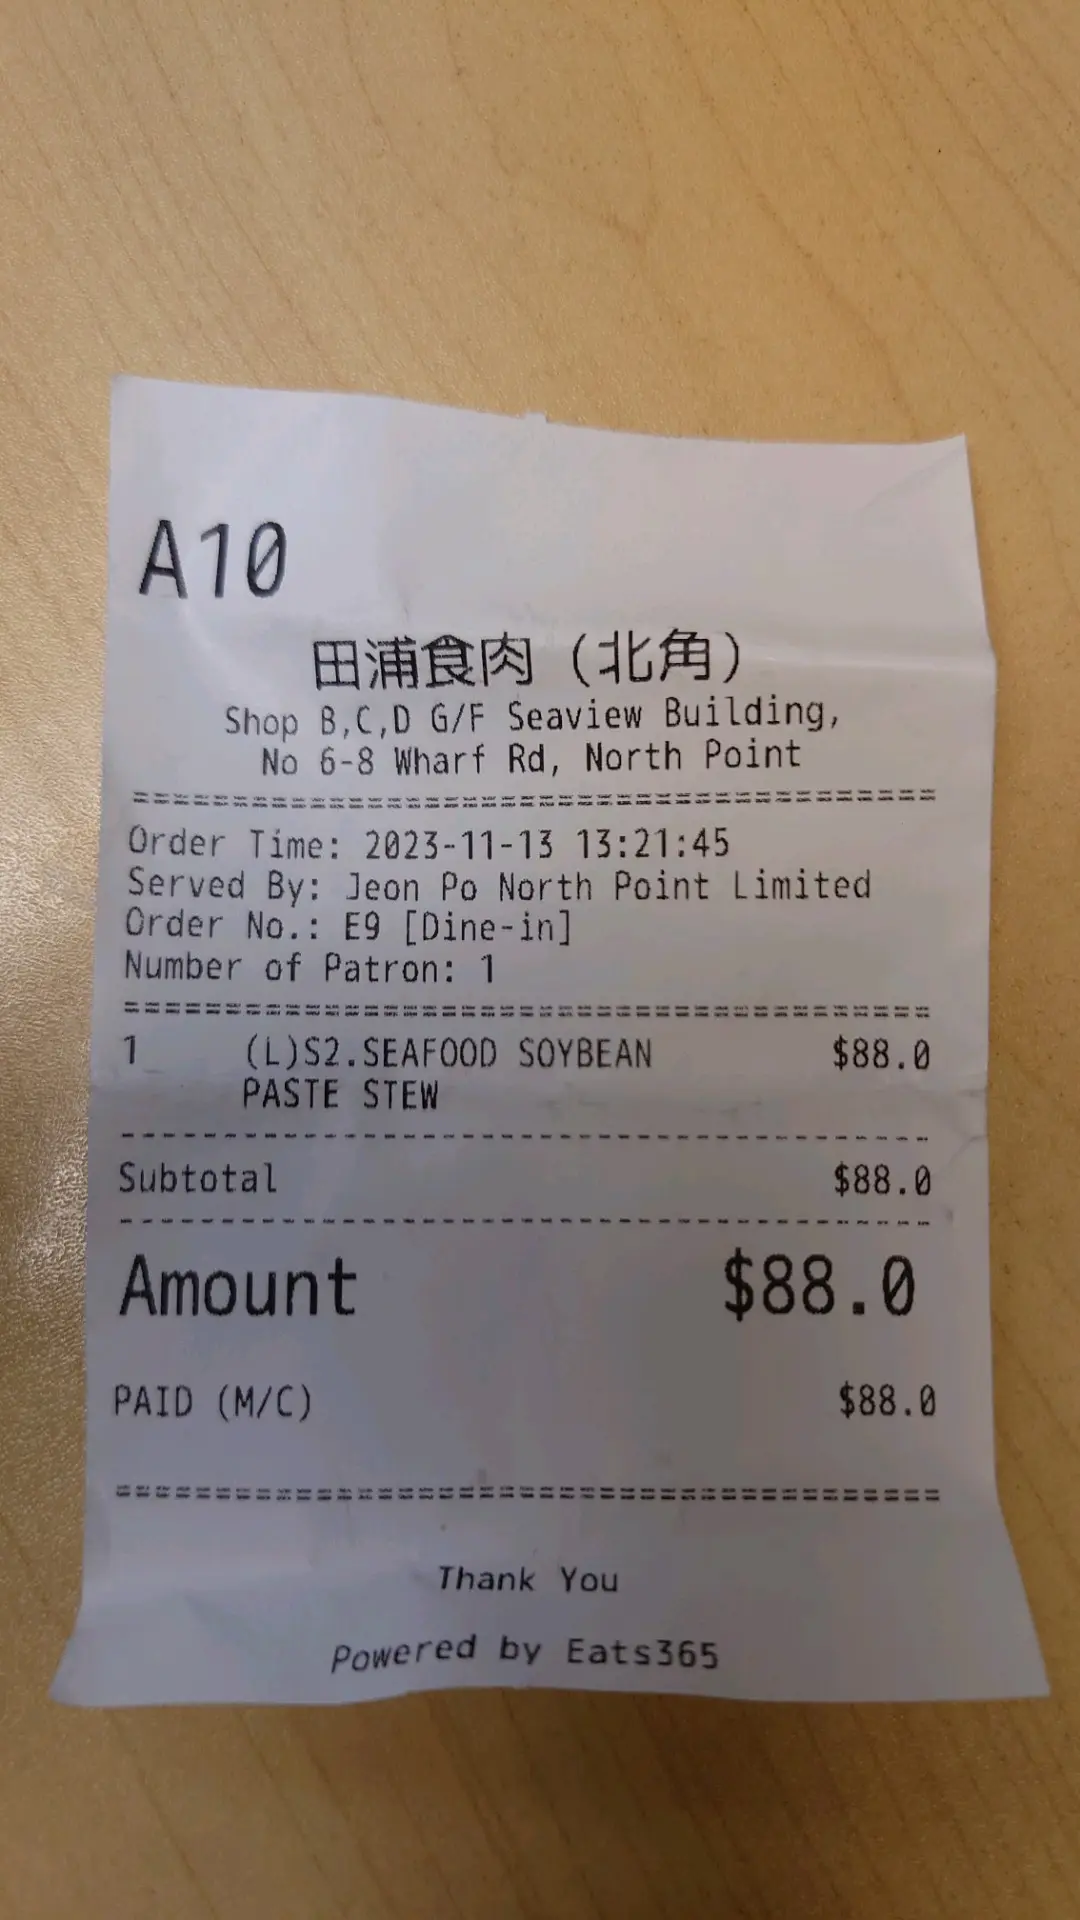 A10
田浦食肉（北角）
Shop B,C,D G/F Seaview Building,
No 6-8 Wharf Rd, North Point
Order Time: 2023-11-13 13:21:45
Served By: Jeon Po North Point Limited
Order No.: E9 [Dine-in]
Number of Patron: 1
1 (L)S2.SEAFOOD SOYBEAN $88.0
PASTE STEW
Subtotal $88.0
Amount $88.0
PAID (M/C) $88.0
Thank You
Powered by Eats365